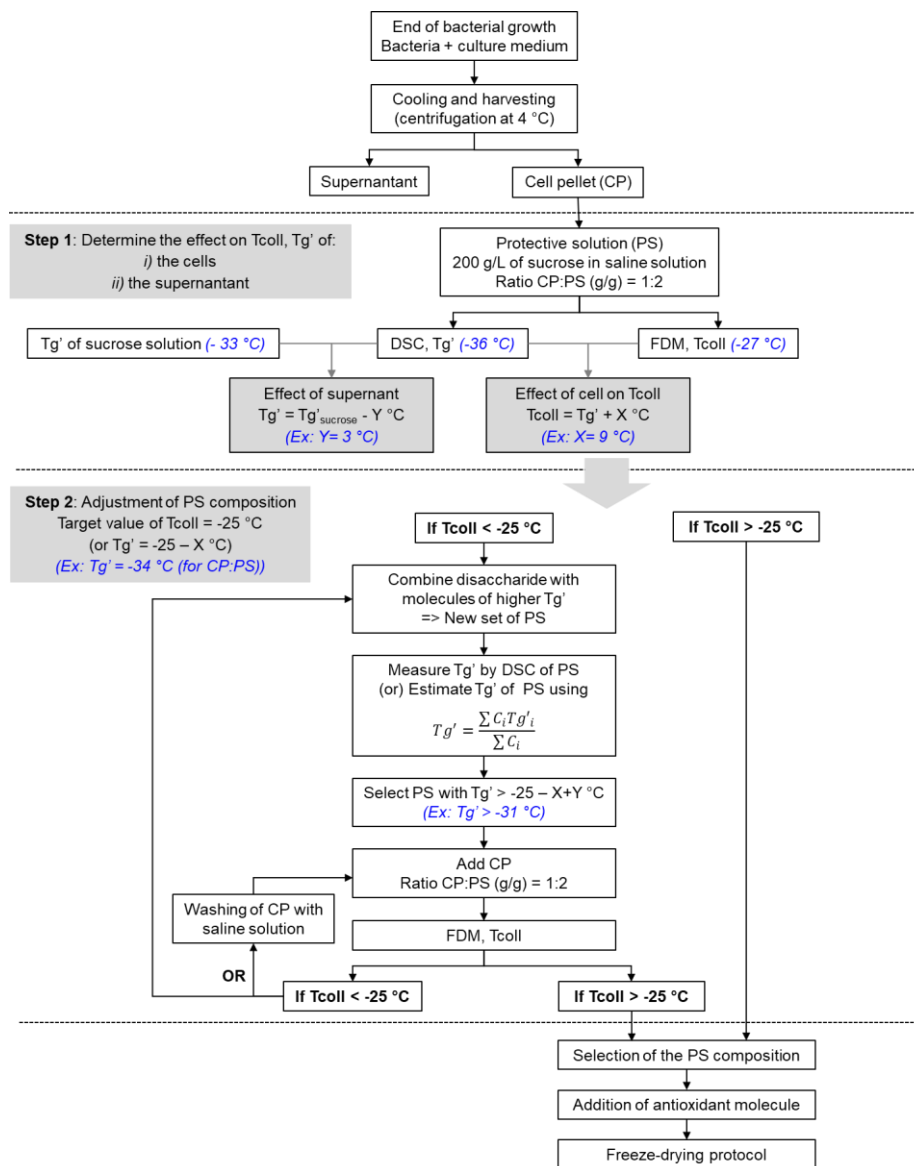 End of bacterial growth
Bacteria + culture medium
Cooling and harvesting
(centrifugation at 4 °C)
Supernantant
Cell pellet (CP)
Step 1: Determine the effect on Tcoll, Tg’ of:
i) the cells
ii) the supernatant
Protective solution (PS)
200 g/L of sucrose in saline solution
Ratio CP:PS (g/g) = 1:2
Tg’ of sucrose solution (- 33 °C)
DSC, Tg’ (-36 °C)
FDM, Tcoll (-27 °C)
Effect of supernant
Tg’ = Tg’sucrose - Y °C
(Ex: Y= 3 °C)
Effect of cell on Tcoll
Tcoll = Tg’ + X °C
(Ex: X= 9 °C)
Step 2: Adjustment of PS composition
Target value of Tcoll = -25 °C
(or Tg’ = -25 – X °C)
(Ex: Tg’ = -34 °C (for CP:PS))
If Tcoll < -25 °C
If Tcoll > -25 °C
Combine disaccharide with
molecules of higher Tg’
=> New set of PS
Measure Tg’ by DSC of PS
(or) Estimate Tg’ of PS using
Tg′ = ∑ CiTg′i / ∑ Ci
Select PS with Tg’ > -25 – X+Y °C
(Ex: Tg’ > -31 °C)
Add CP
Ratio CP:PS (g/g) = 1:2
Washing of CP with
saline solution
FDM, Tcoll
OR
If Tcoll < -25 °C
If Tcoll > -25 °C
Selection of the PS composition
Addition of antioxidant molecule
Freeze-drying protocol